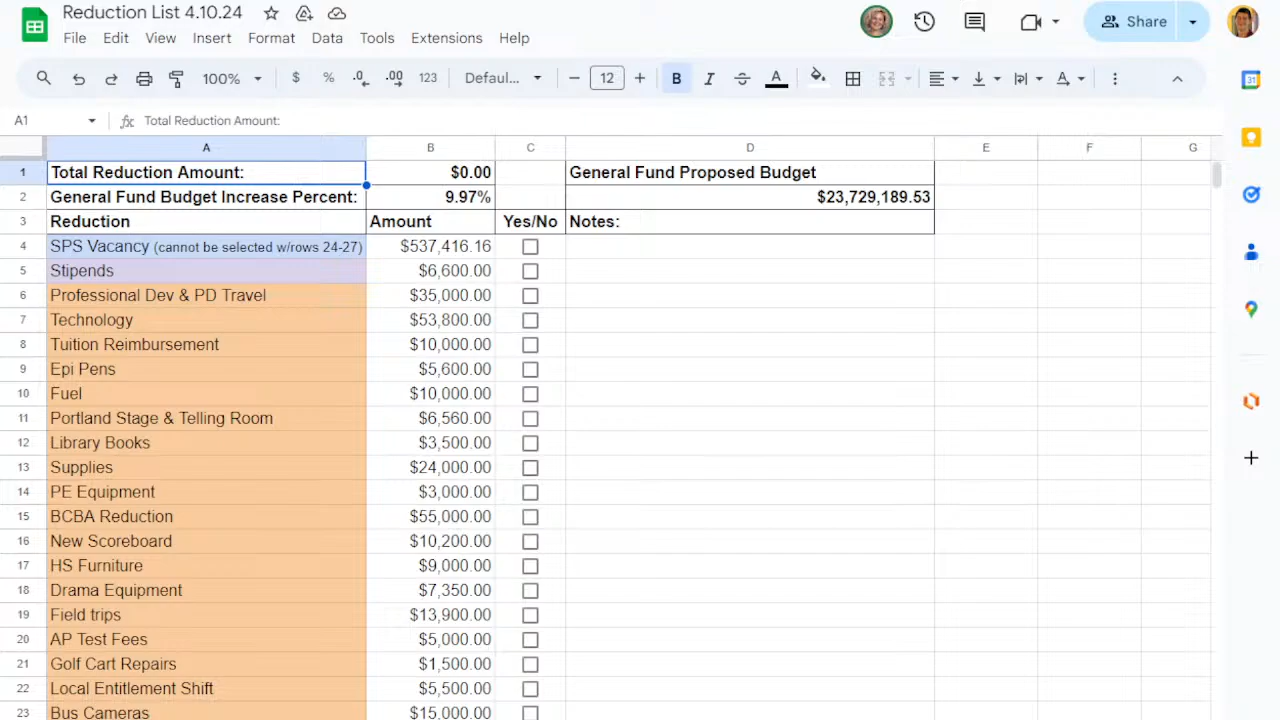 Reduction List 4.10.24
File Edit View Insert Format Data Tools Extensions Help
Share
100% $ % .0 .00 123 Defaul... 12 B I A
A1 fx Total Reduction Amount:
A B C D E F G
1 Total Reduction Amount: $0.00 General Fund Proposed Budget
2 General Fund Budget Increase Percent: 9.97% $23,729,189.53
3 Reduction Amount Yes/No Notes:
4 SPS Vacancy (cannot be selected w/rows 24-27) $537,416.16
5 Stipends $6,600.00
6 Professional Dev & PD Travel $35,000.00
7 Technology $53,800.00
8 Tuition Reimbursement $10,000.00
9 Epi Pens $5,600.00
10 Fuel $10,000.00
11 Portland Stage & Telling Room $6,560.00
12 Library Books $3,500.00
13 Supplies $24,000.00
14 PE Equipment $3,000.00
15 BCBA Reduction $55,000.00
16 New Scoreboard $10,200.00
17 HS Furniture $9,000.00
18 Drama Equipment $7,350.00
19 Field trips $13,900.00
20 AP Test Fees $5,000.00
21 Golf Cart Repairs $1,500.00
22 Local Entitlement Shift $5,500.00
23 Bus Cameras $15,000.00